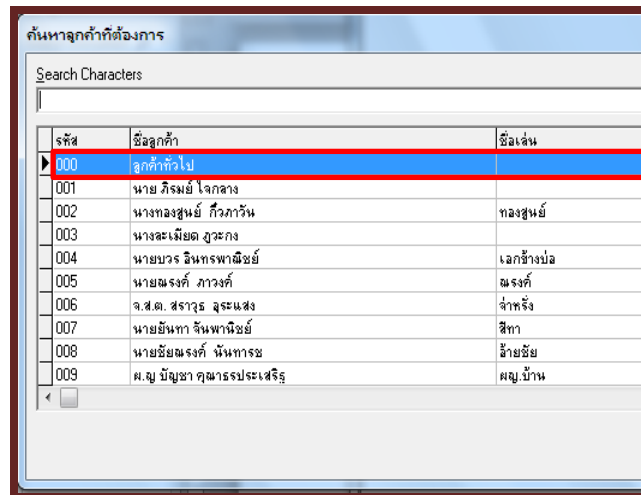 ค้นหาลูกค้าที่ต้องการ
Search Characters
รหัส ชื่อลูกค้า ชื่อเล่น
000 ลูกค้าทั่วไป
001 นาย ภิรมย์ ใจกลาง
002 นางทองสูนย์ กิ่วภาวัน ทองสูนย์
003 นางละเมียด ภูวะกง
004 นายบวร อินทรพาณิชย์ เฮกช้างบ่อ
005 นายณรงค์ ภาวงค์ ณรงค์
006 จ.ส.ต. สราวุธ อุระแสง จ่าหรั่ง
007 นายยันทา จันพานิชย์ สีทา
008 นายชัยณรงค์ นันทารช อ้ายชัย
009 ผ.ญ บัญชา คุณาธรประเสริฐ ผญ.บ้าน